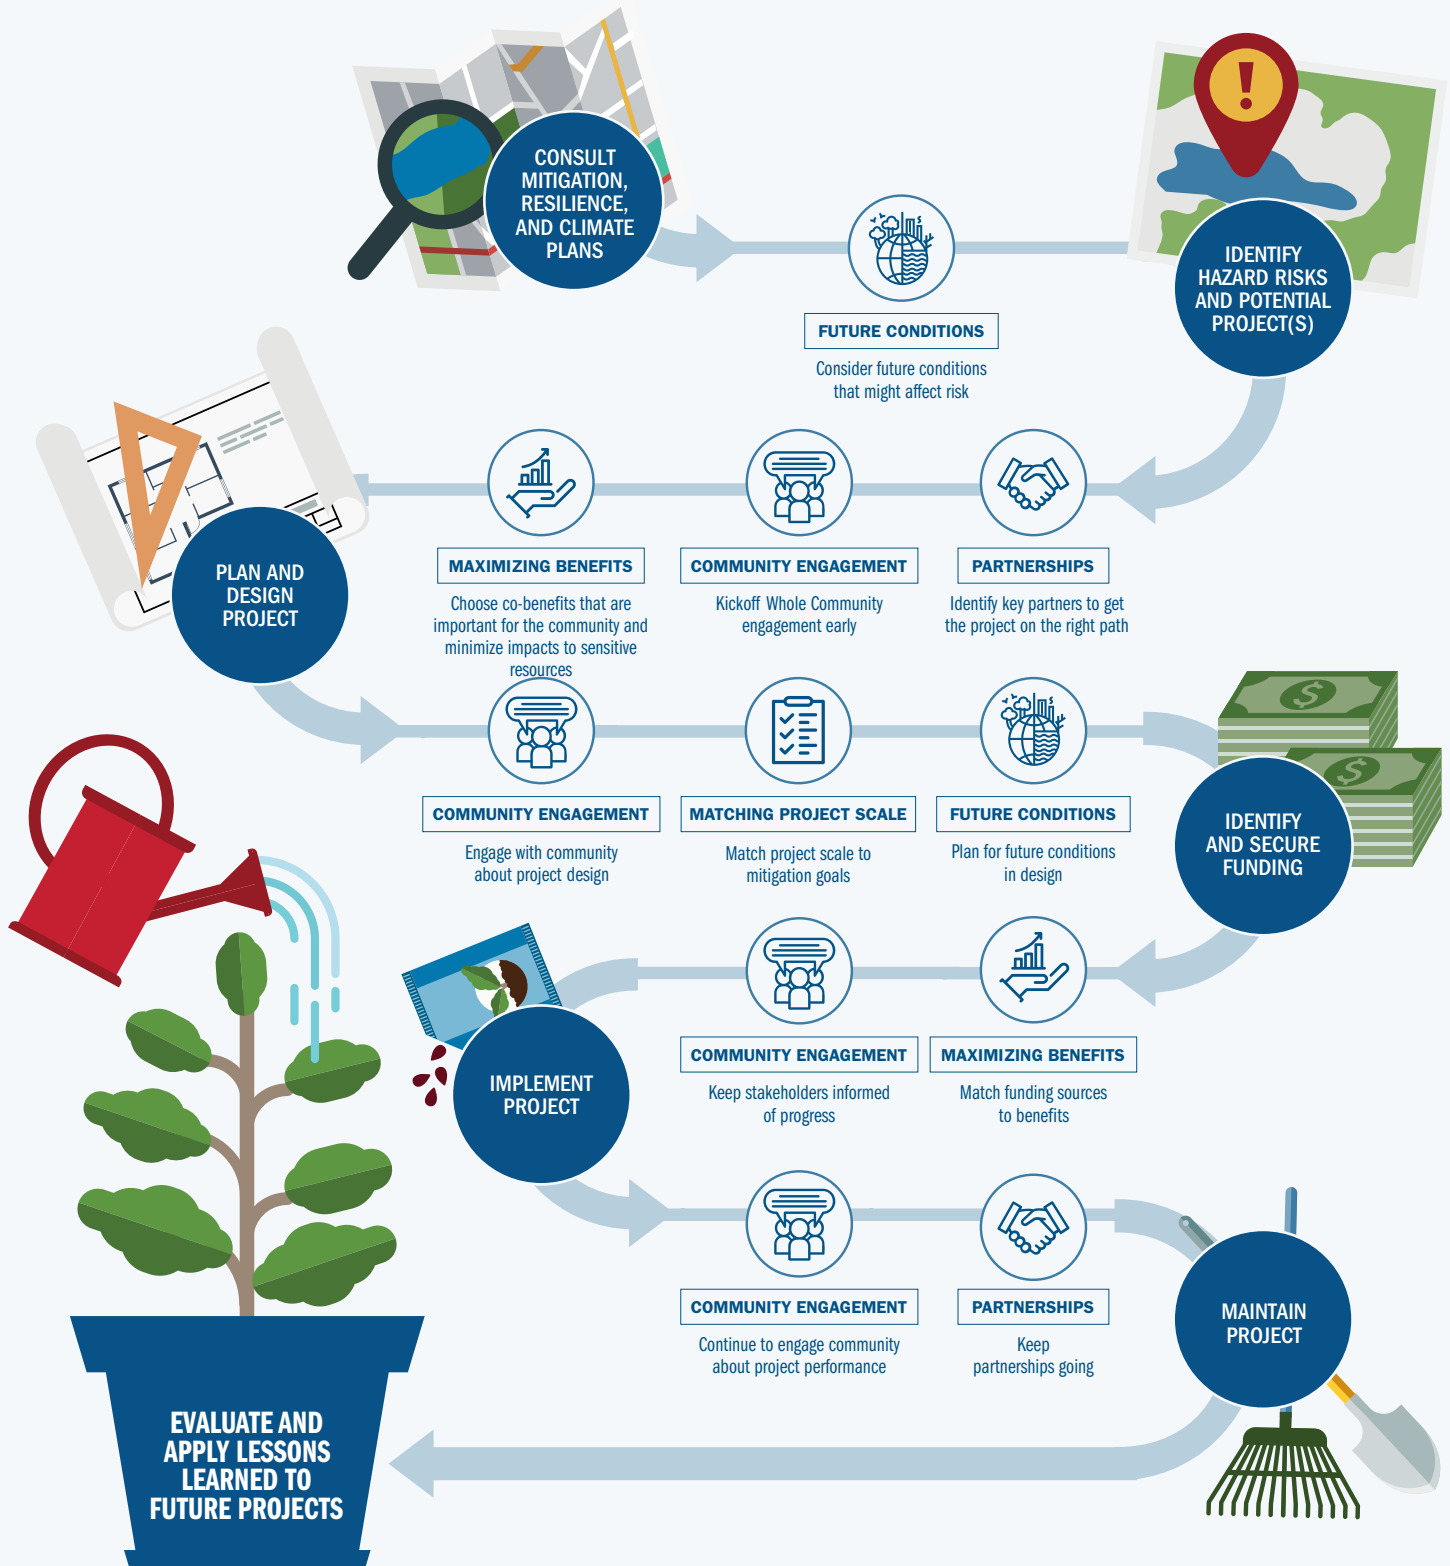 CONSULT
MITIGATION,
RESILIENCE,
AND CLIMATE
PLANS
FUTURE CONDITIONS
Consider future conditions
that might affect risk
!
IDENTIFY
HAZARD RISKS
AND POTENTIAL
PROJECT(S)
PARTNERSHIPS
Identify key partners to get
the project on the right path
COMMUNITY ENGAGEMENT
Kickoff Whole Community
engagement early
MAXIMIZING BENEFITS
Choose co-benefits that are
important for the community and
minimize impacts to sensitive
resources
PLAN AND
DESIGN
PROJECT
COMMUNITY ENGAGEMENT
Engage with community
about project design
MATCHING PROJECT SCALE
Match project scale to
mitigation goals
FUTURE CONDITIONS
Plan for future conditions
in design
$
$
IDENTIFY
AND SECURE
FUNDING
MAXIMIZING BENEFITS
Match funding sources
to benefits
COMMUNITY ENGAGEMENT
Keep stakeholders informed
of progress
IMPLEMENT
PROJECT
COMMUNITY ENGAGEMENT
Continue to engage community
about project performance
PARTNERSHIPS
Keep
partnerships going
MAINTAIN
PROJECT
EVALUATE AND
APPLY LESSONS
LEARNED TO
FUTURE PROJECTS